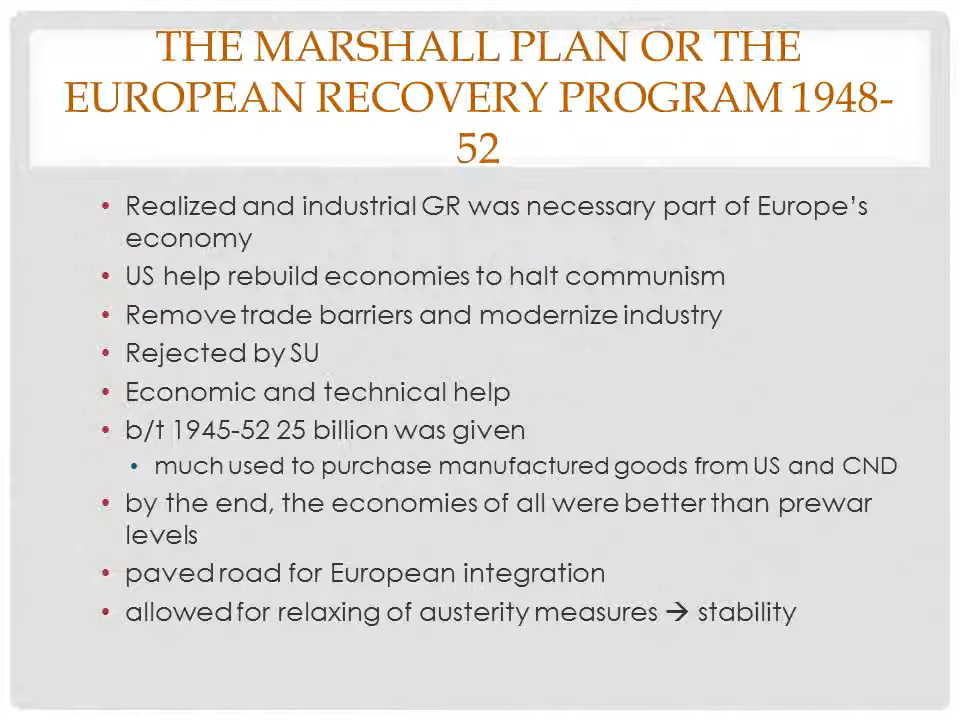 THE MARSHALL PLAN OR THE
EUROPEAN RECOVERY PROGRAM 1948-
52
• Realized and industrial GR was necessary part of Europe's
economy
• US help rebuild economies to halt communism
• Remove trade barriers and modernize industry
• Rejected by SU
• Economic and technical help
• b/t 1945-52 25 billion was given
• much used to purchase manufactured goods from US and CND
• by the end, the economies of all were better than prewar
levels
• paved road for European integration
• allowed for relaxing of austerity measures → stability